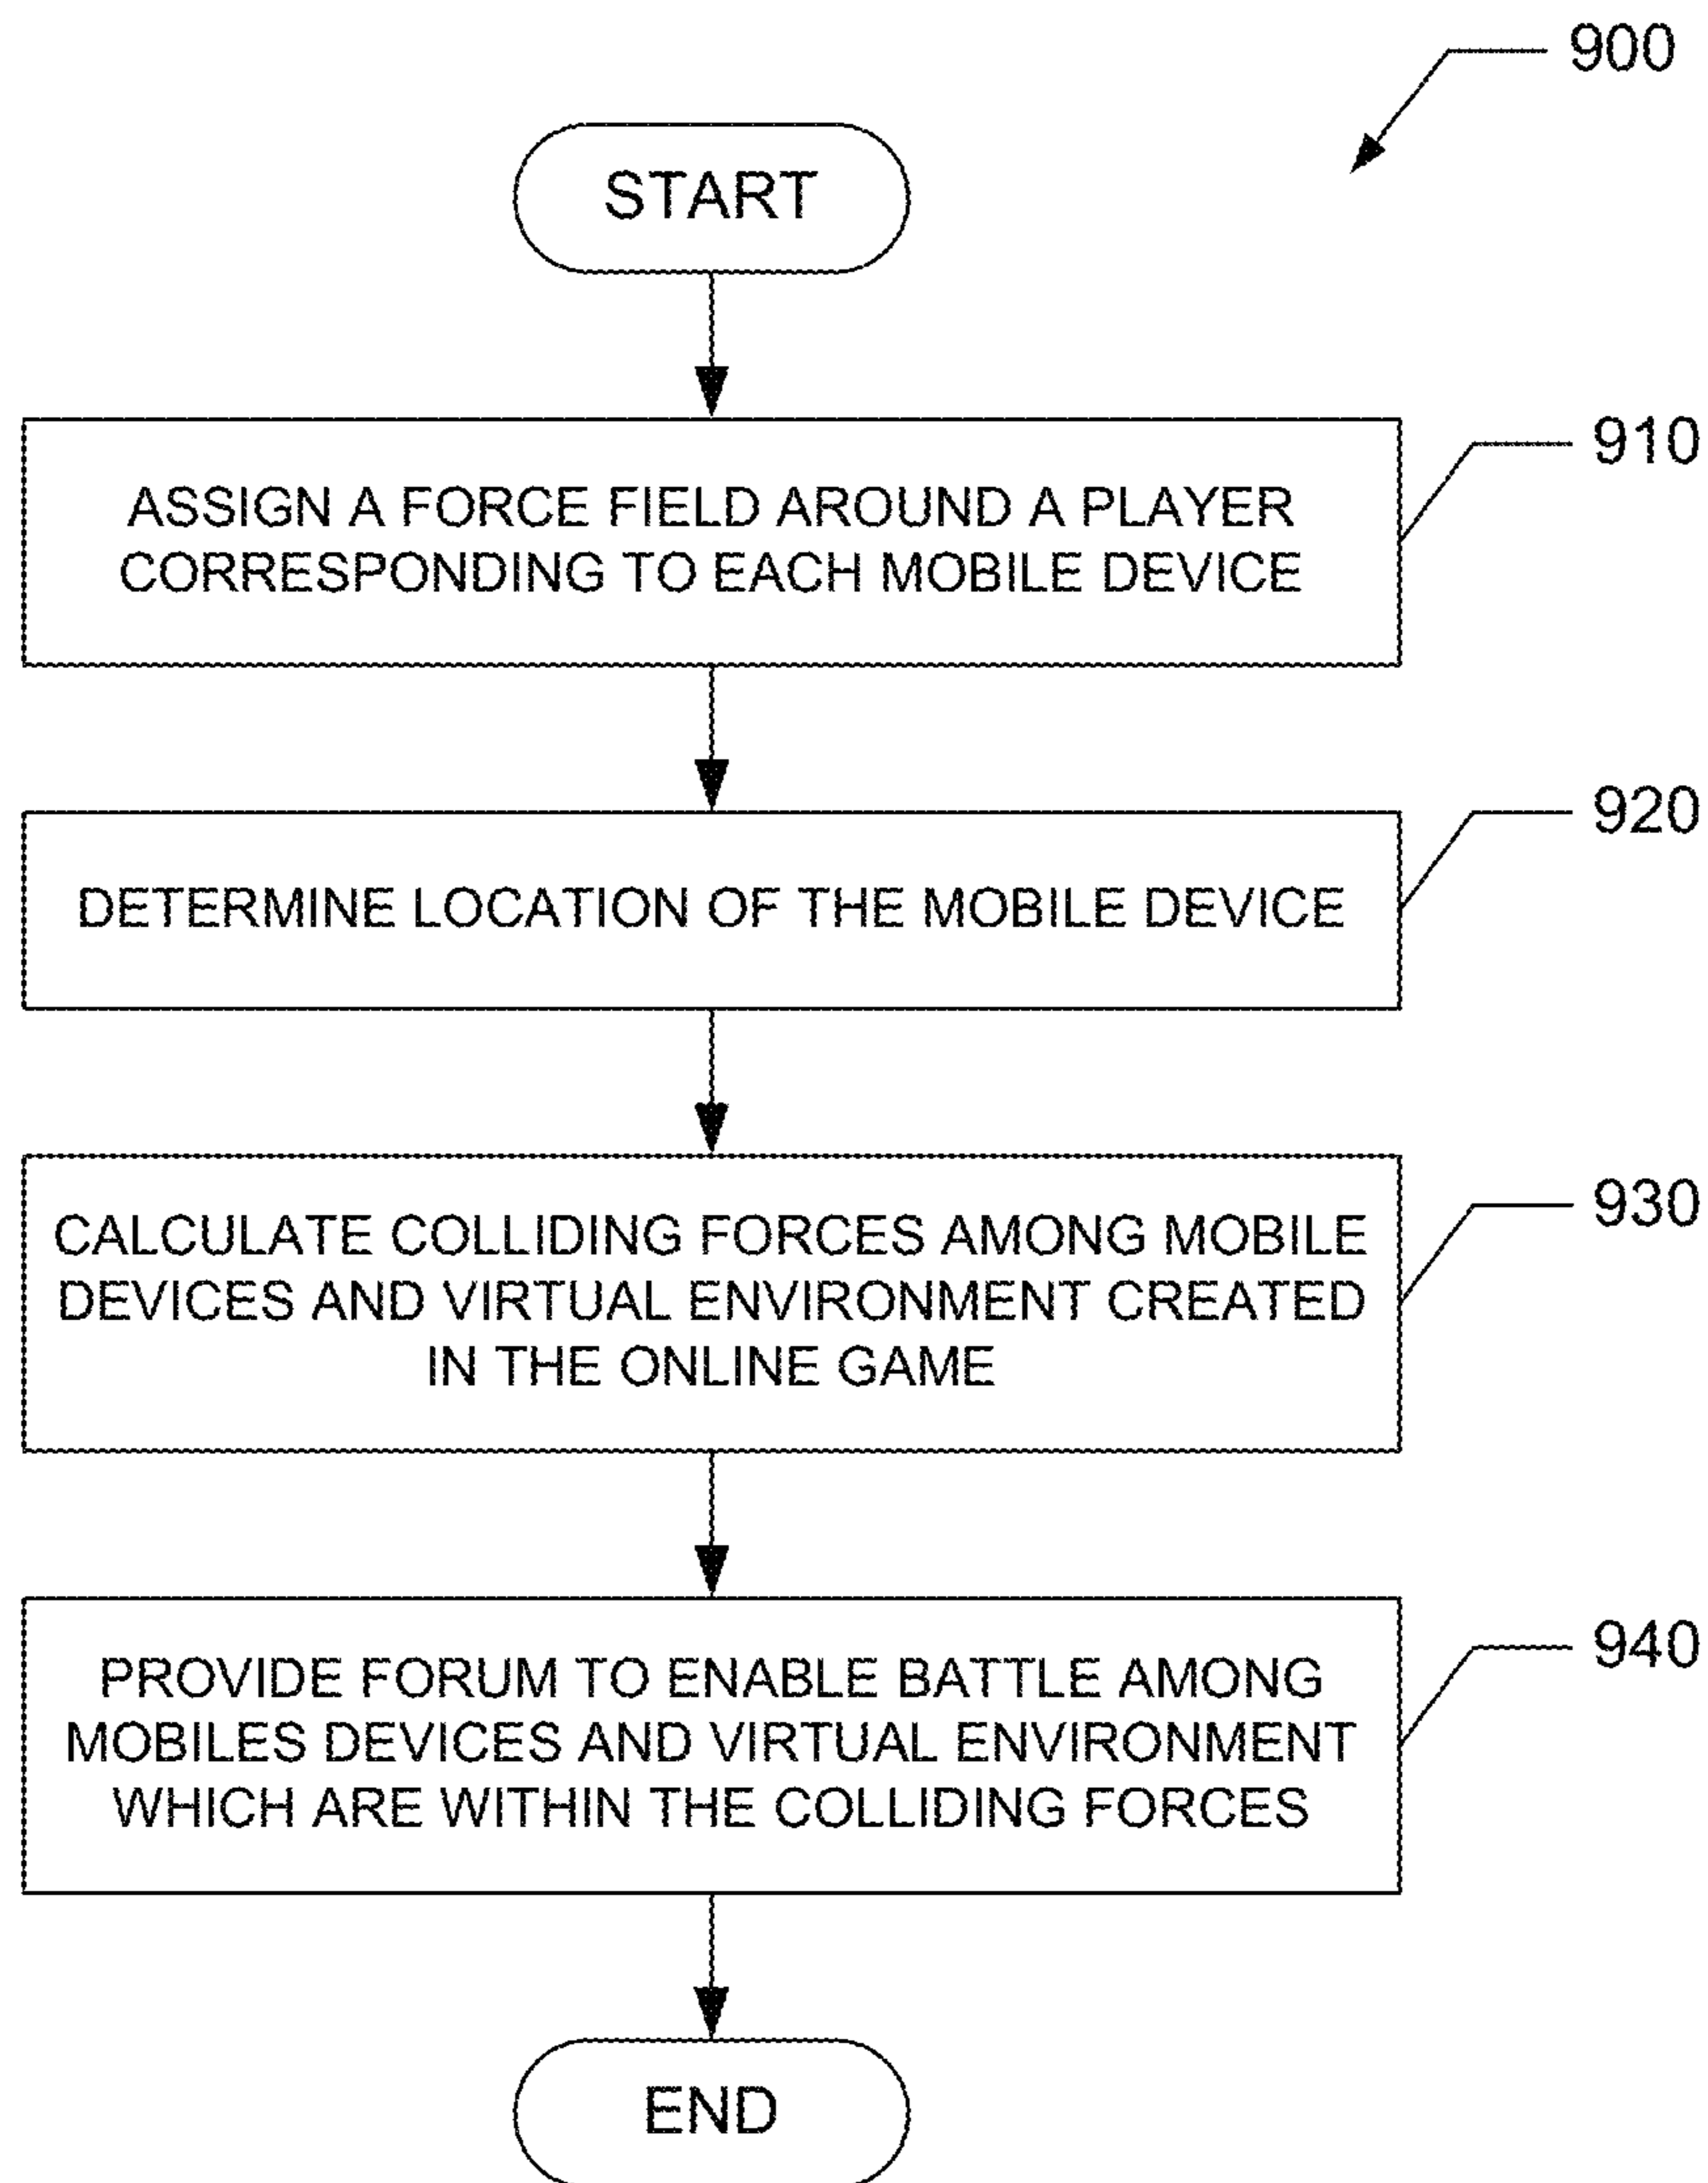 900
START
910
ASSIGN A FORCE FIELD AROUND A PLAYER
CORRESPONDING TO EACH MOBILE DEVICE
920
DETERMINE LOCATION OF THE MOBILE DEVICE
930
CALCULATE COLLIDING FORCES AMONG MOBILE
DEVICES AND VIRTUAL ENVIRONMENT CREATED
IN THE ONLINE GAME
940
PROVIDE FORUM TO ENABLE BATTLE AMONG
MOBILES DEVICES AND VIRTUAL ENVIRONMENT
WHICH ARE WITHIN THE COLLIDING FORCES
END